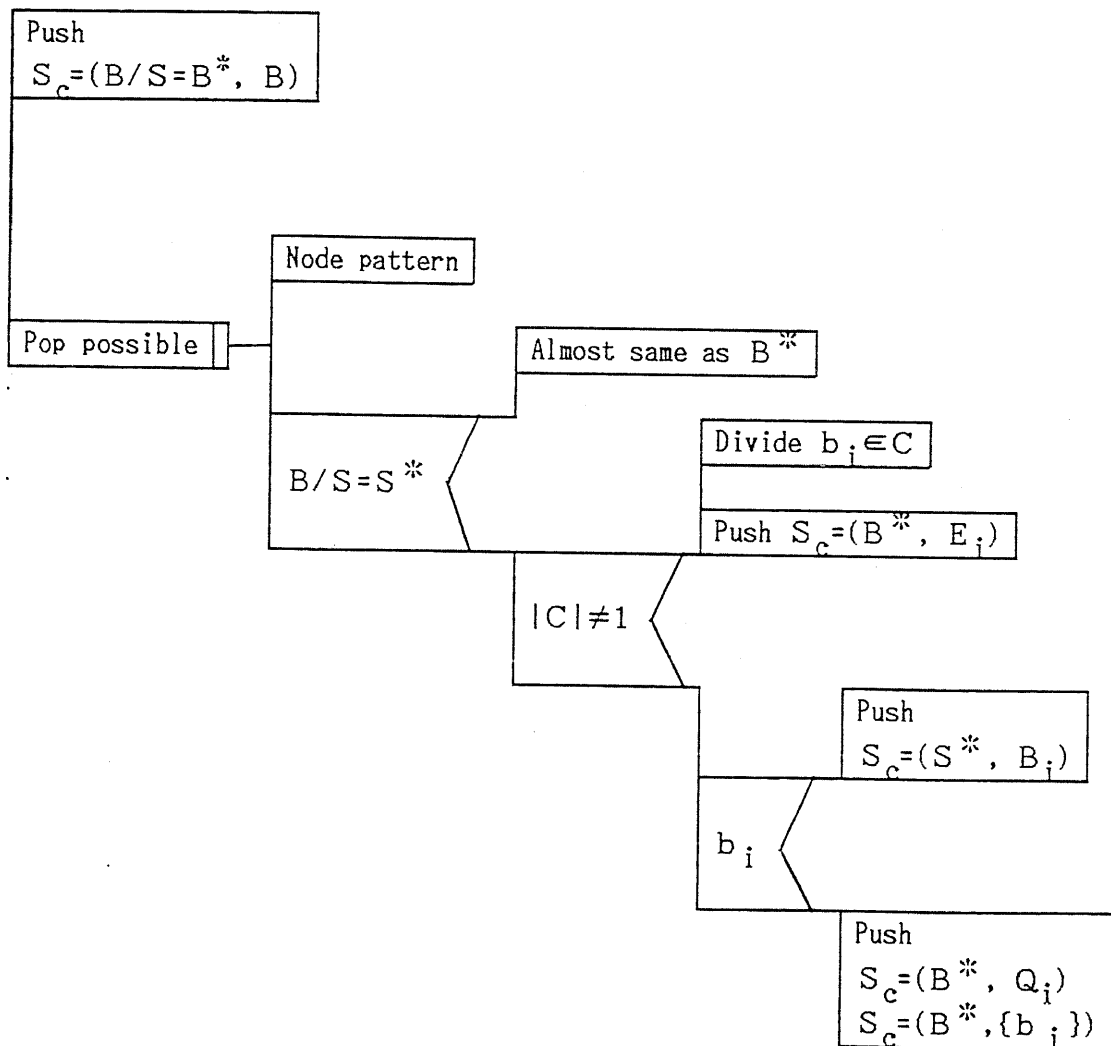 Push
S_c=(B/S=B*, B)
Node pattern
Pop possible
Almost same as B*
Divide b_i∈C
B/S=S*
Push S_c=(B*, E_i)
|C|≠1
Push
S_c=(S*, B_i)
b_i
Push
S_c=(B*, Q_i)
S_c=(B*,{b_i})